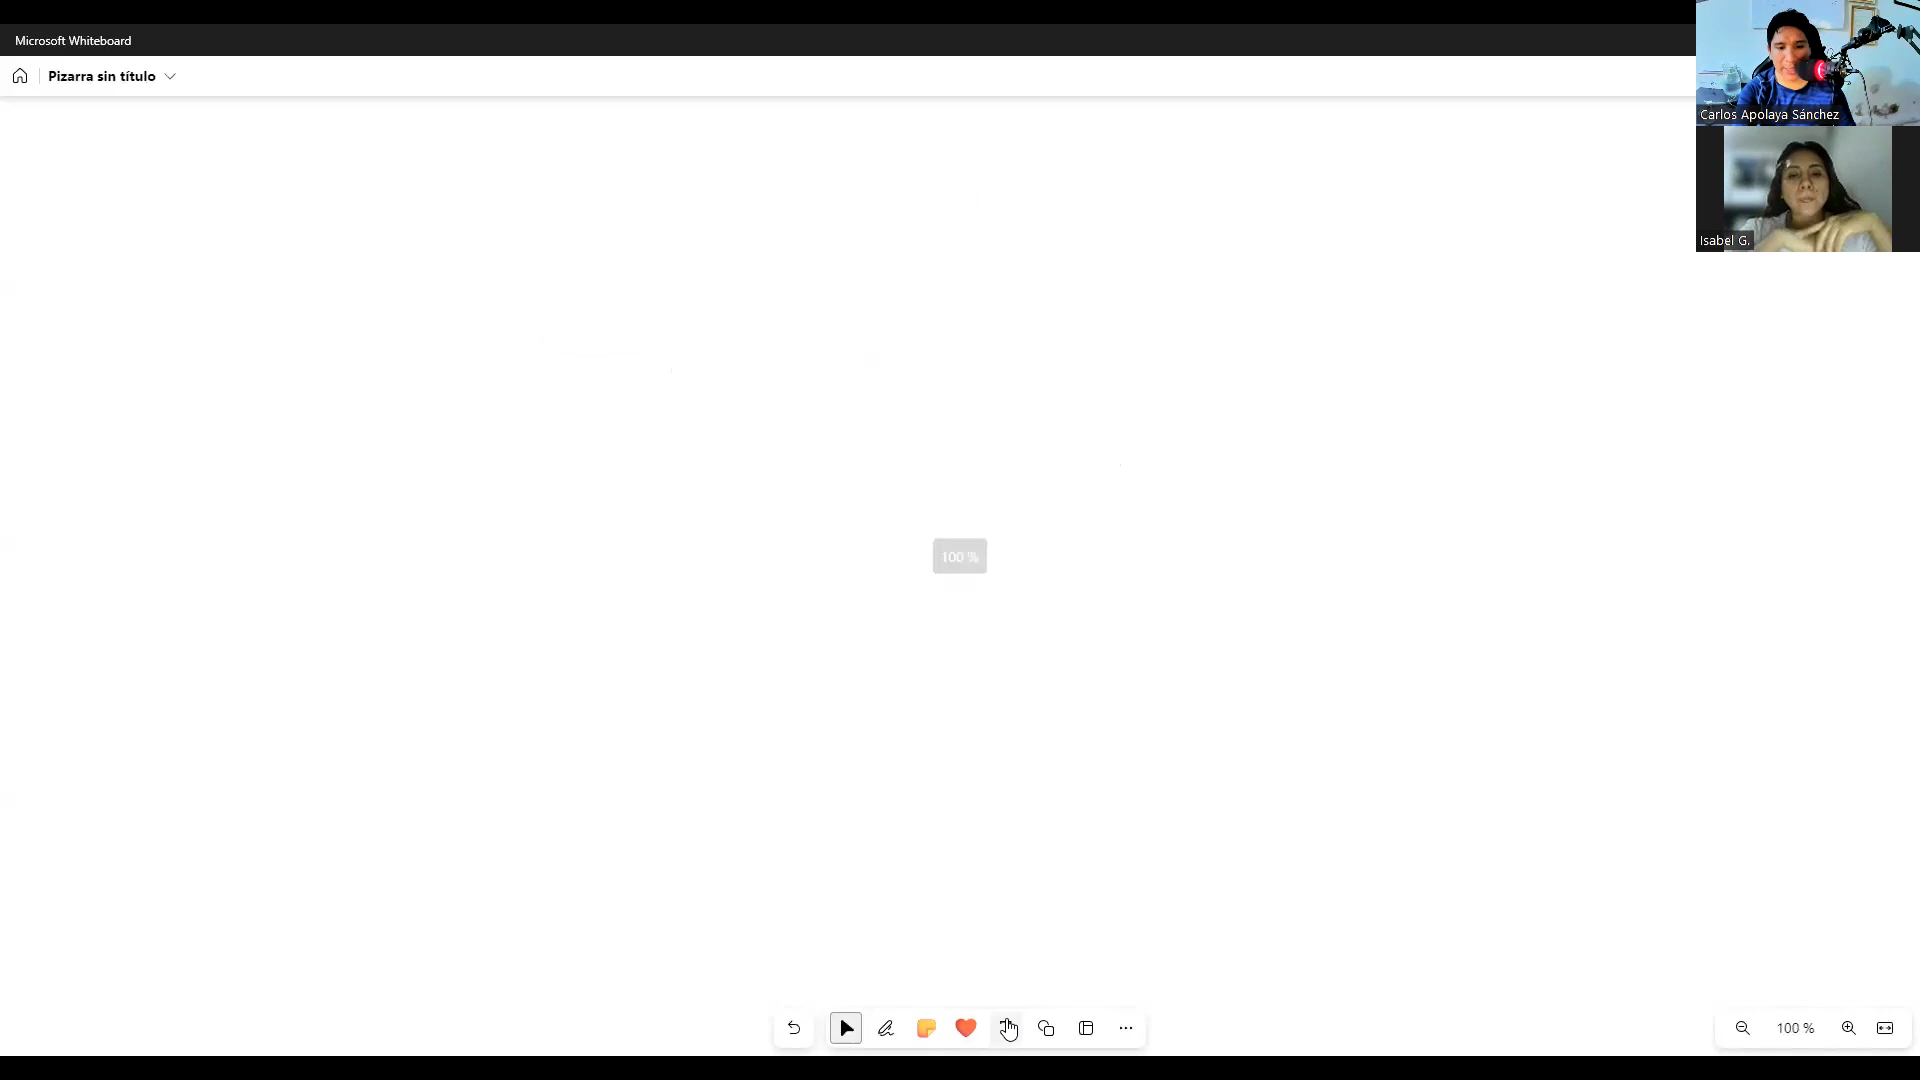 Microsoft Whiteboard
Pizarra sin título
Carlos Apolaya Sánchez
Isabel G.
100 %
100 %